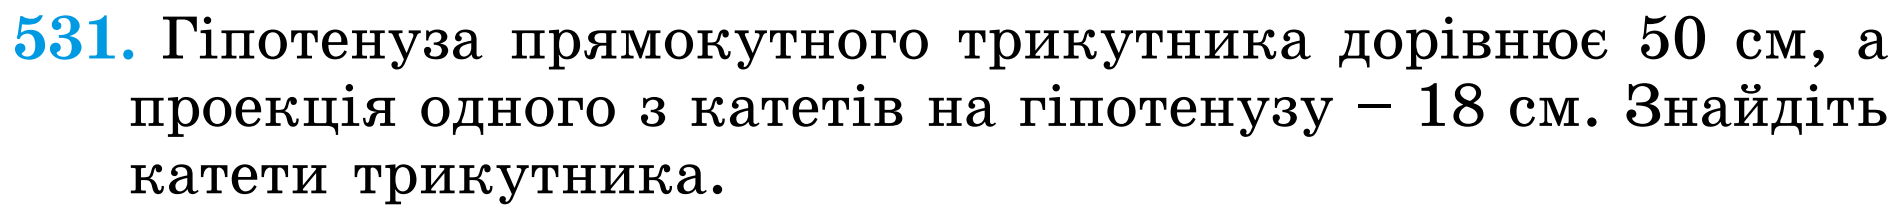 531. Гіпотенуза прямокутного трикутника дорівнює 50 см, а
проекція одного з катетів на гіпотенузу – 18 см. Знайдіть
катети трикутника.